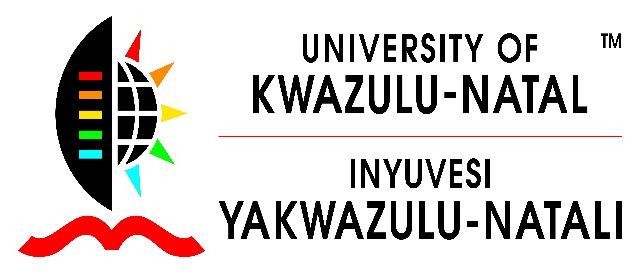 UNIVERSITY OF ™
KWAZULU-NATAL
INYUVESI
YAKWAZULU-NATALI